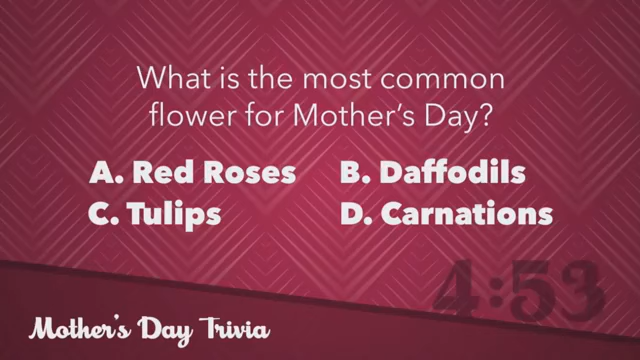 What is the most common
flower for Mother's Day?
A. Red Roses B. Daffodils
C. Tulips D. Carnations
4:53
Mother's Day Trivia